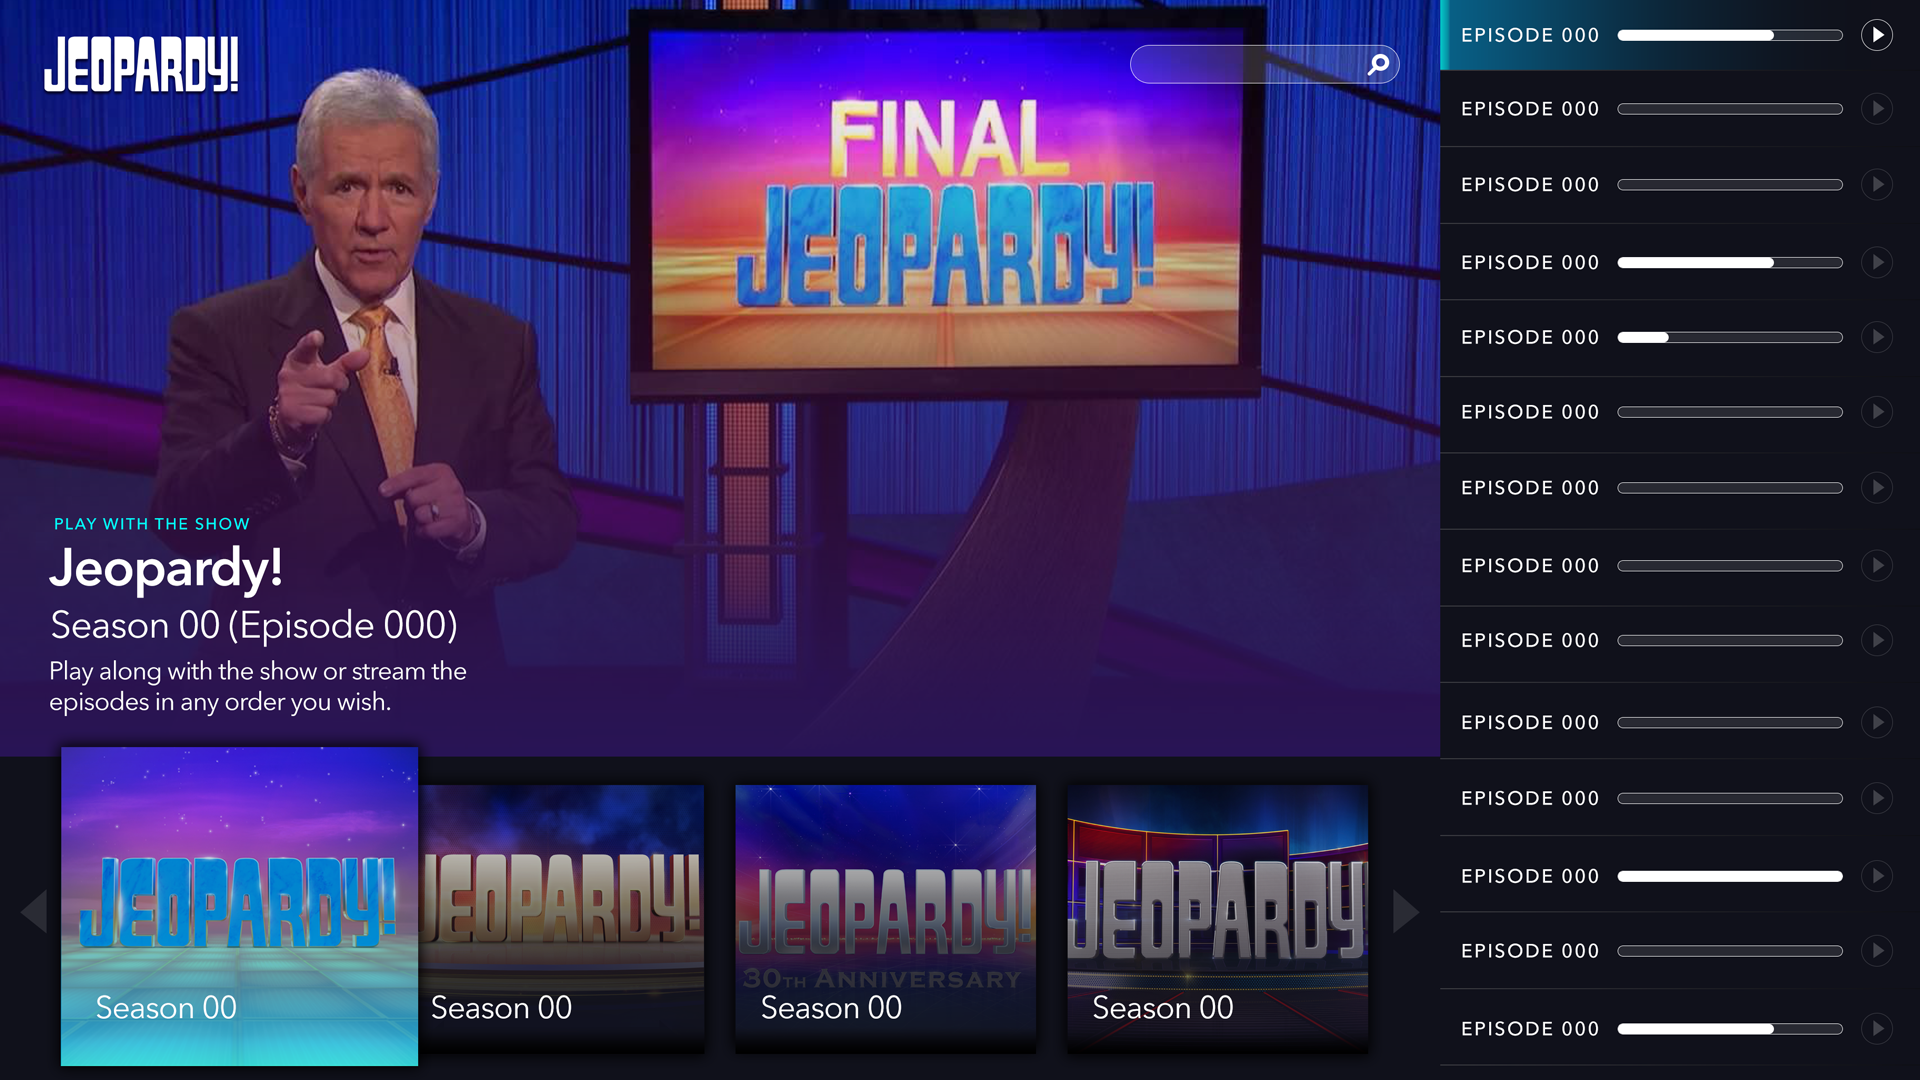 JEOPARDY!
FINAL
JEOPARDY!
PLAY WITH THE SHOW
Jeopardy!
Season 00 (Episode 000)
Play along with the show or stream the
episodes in any order you wish.
JEOPARDY!
Season 00
JEOPARDY!
Season 00
JEOPARDY!
30TH ANNIVERSARY
Season 00
JEOPARDY
Season 00
EPISODE 000
EPISODE 000
EPISODE 000
EPISODE 000
EPISODE 000
EPISODE 000
EPISODE 000
EPISODE 000
EPISODE 000
EPISODE 000
EPISODE 000
EPISODE 000
EPISODE 000
EPISODE 000